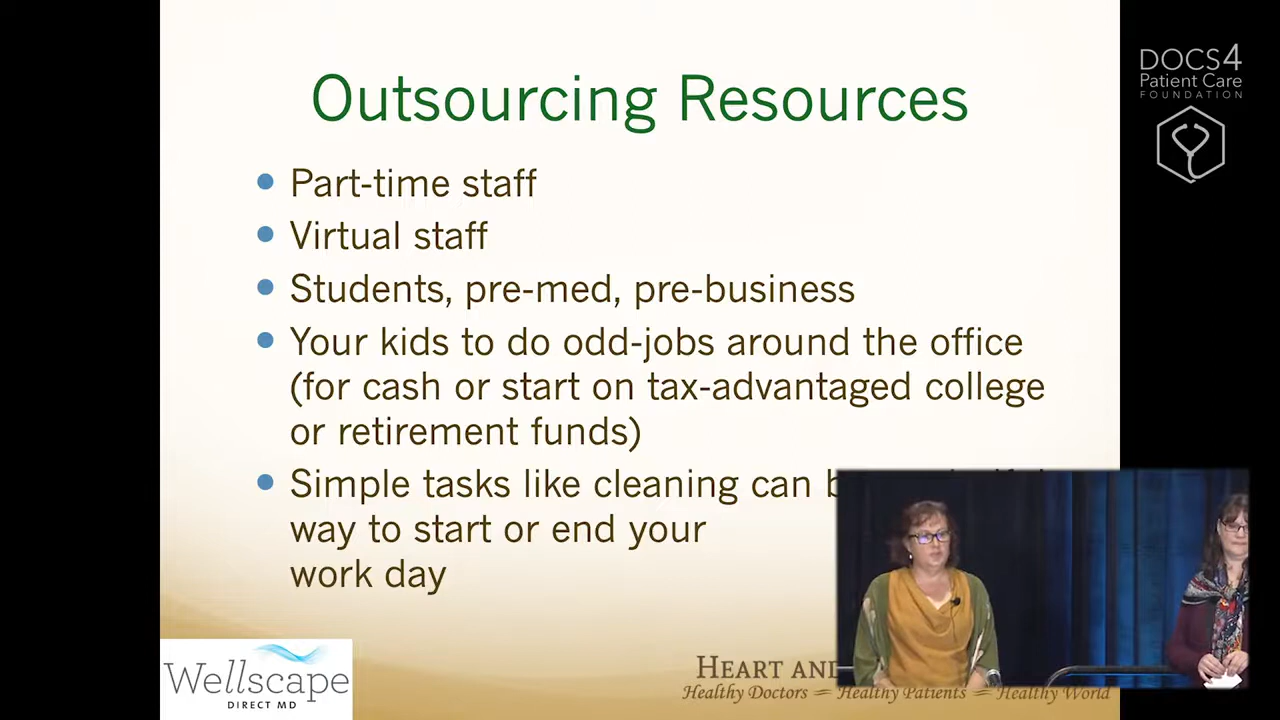 Outsourcing Resources
Part-time staff
Virtual staff
Students, pre-med, pre-business
Your kids to do odd-jobs around the office
(for cash or start on tax-advantaged college
or retirement funds)
Simple tasks like cleaning can
way to start or end your
work day
Wellscape
DIRECT MD
HEART AND
Healthy Doctors — Healthy Patients — Healthy World
DOCS4
Patient Care
FOUNDATION